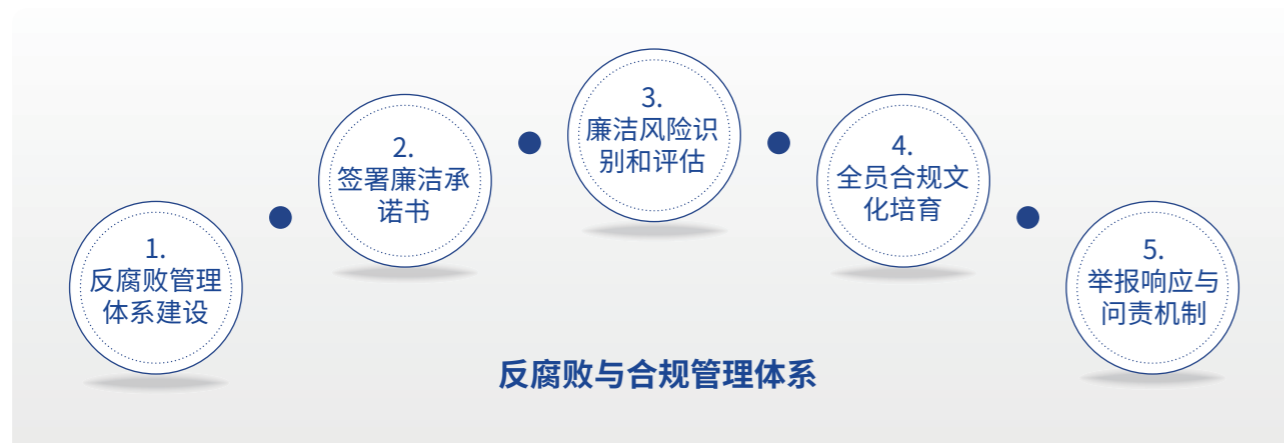 1.
反腐败管理
体系建设
2.
签署廉洁承
诺书
3.
廉洁风险识
别和评估
4.
全员合规文
化培育
5.
举报响应与
问责机制
反腐败与合规管理体系